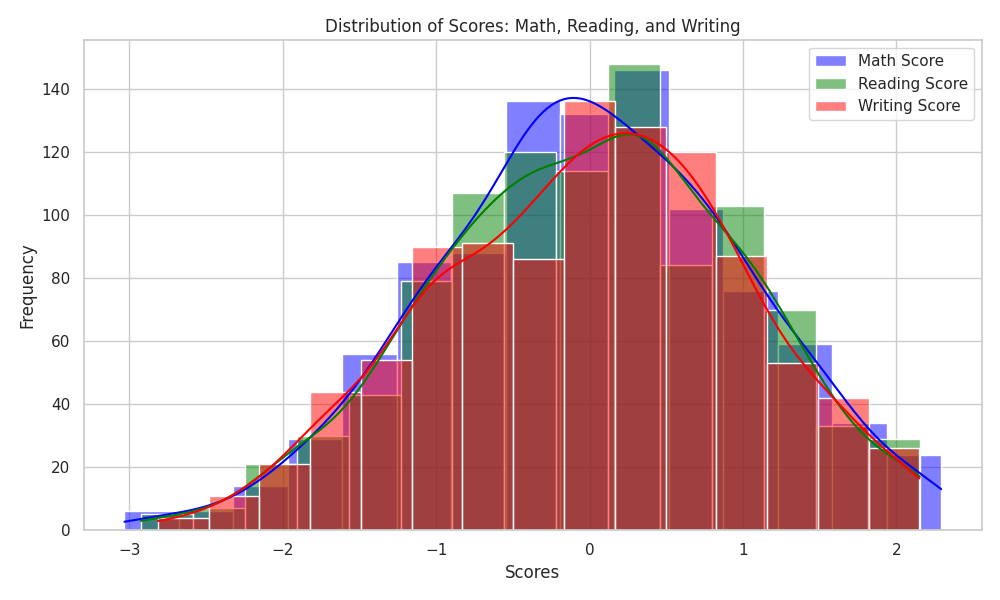 Distribution of Scores: Math, Reading, and Writing
Math Score
Reading Score
Writing Score
Frequency
140
120
100
80
60
40
20
0
−3 −2 −1 0 1 2
Scores